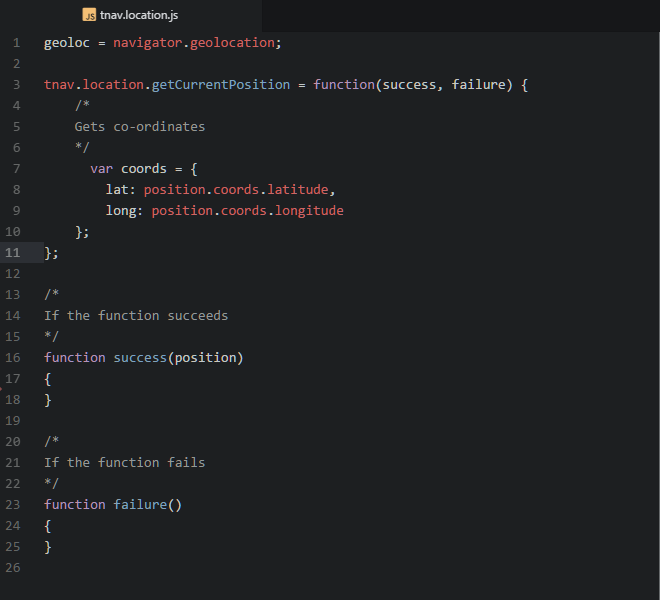 JS tnav.location.js
1 geoloc = navigator.geolocation;
2
3 tnav.location.getCurrentPosition = function(success, failure) {
4     /*
5     Gets co-ordinates
6     */
7       var coords = {
8         lat: position.coords.latitude,
9         long: position.coords.longitude
10     };
11 };
12
13 /*
14 If the function succeeds
15 */
16 function success(position)
17 {
18 }
19
20 /*
21 If the function fails
22 */
23 function failure()
24 {
25 }
26